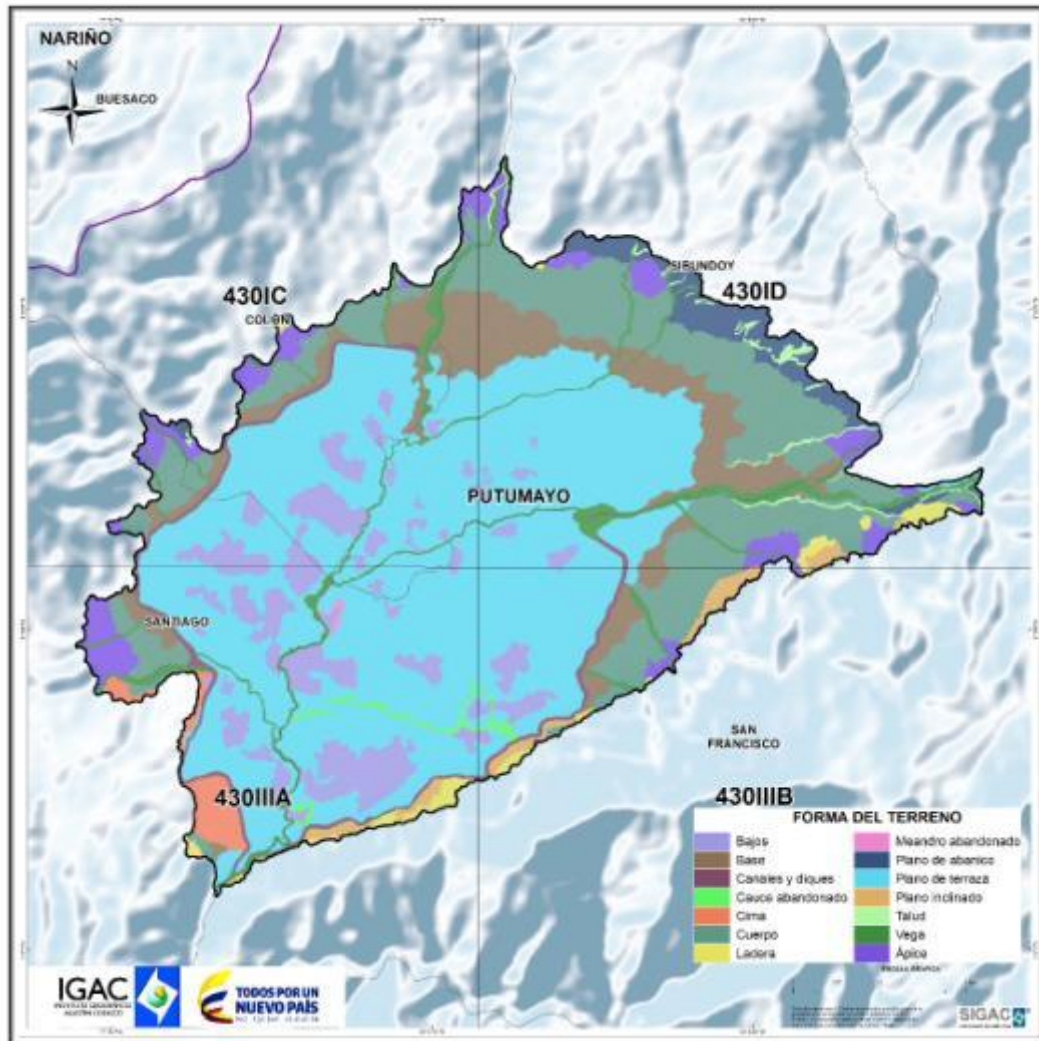 NARIÑO
N
BUESACO
SIBUNDOY
430IC
430ID
COLON
PUTUMAYO
SANTIAGO
SAN
FRANCISCO
430IIIA
430IIIB
FORMA DEL TERRENO
Bajos
Base
Canales y diques
Cauce abandonado
Cima
Cuerpo
Ladera
Meandro abandonado
Plano de abanico
Plano de terraza
Plano inclinado
Talud
Vega
Ápice
IGAC
TODOS POR UN
NUEVO PAÍS
SIGAC